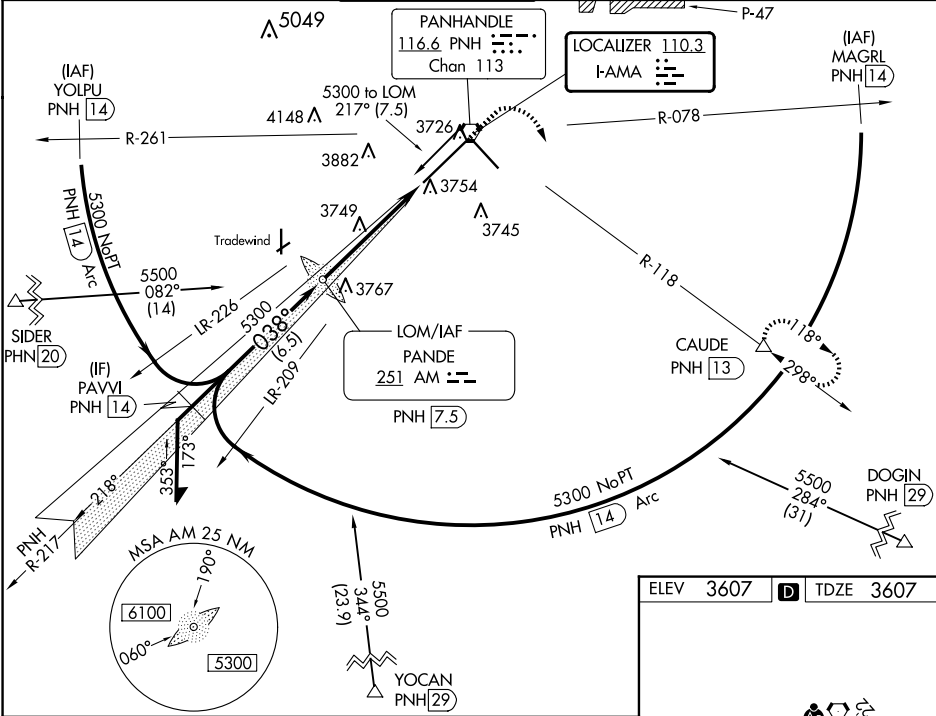 5049
P-47
PANHANDLE
116.6 PNH
Chan 113
LOCALIZER 110.3
I-AMA
(IAF)
YOLPU
PNH 14
(IAF)
MAGRL
PNH 14
5300 to LOM
217° (7.5)
4148
3726
R-261
R-078
3882
3754
3749
3745
Tradewind
5300 NoPT
PNH 14 Arc
R-118
5500
082°
(14)
SIDER
PHN 20
LR-226
5300
038°
(6.5)
3767
LR-209
LOM/IAF
PANDE
251 AM
PNH 7.5
CAUDE
PNH 13
118°
298°
(IF)
PAVVI
PNH 14
353°
173°
218°
PNH
R-217
5300 NoPT
PNH 14 Arc
5500
284°
(31)
DOGIN
PNH 29
MSA AM 25 NM
190°
6100
060°
5300
5500
344°
(23.9)
YOCAN
PNH 29
ELEV 3607 D TDZE 3607
22